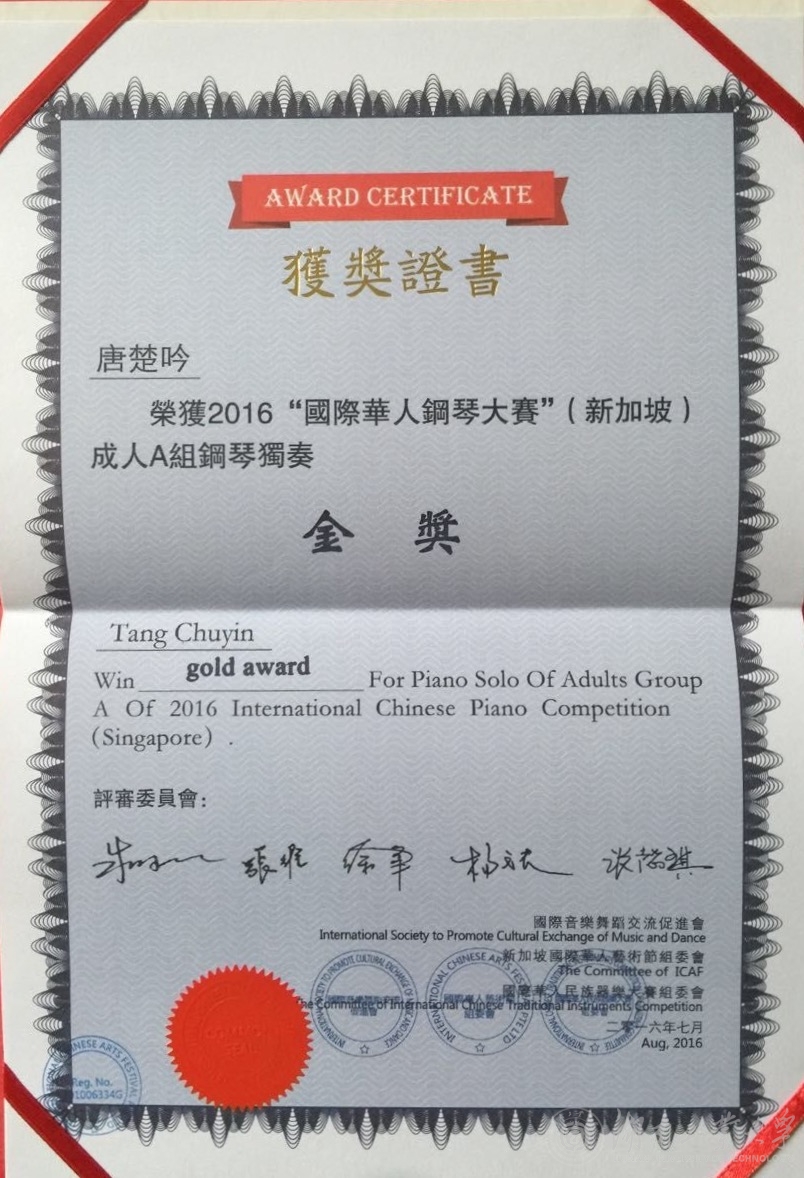 AWARD CERTIFICATE
獲獎證書
唐楚吟
榮獲2016“國際華人鋼琴大賽”（新加坡）
成人A組鋼琴獨奏
金 獎
Tang Chuyin
Win gold award For Piano Solo Of Adults Group
A Of 2016 International Chinese Piano Competition
(Singapore) .
評審委員會：
國際音樂舞蹈交流促進會
International Society to Promote Cultural Exchange of Music and Dance
新加坡國際華人藝術節組委會
The Committee of ICAF
國際華人民族器樂大賽組委會
The Committee of International Chinese Traditional Instruments Competition
二零一六年七月
Aug, 2016
Reg. No.